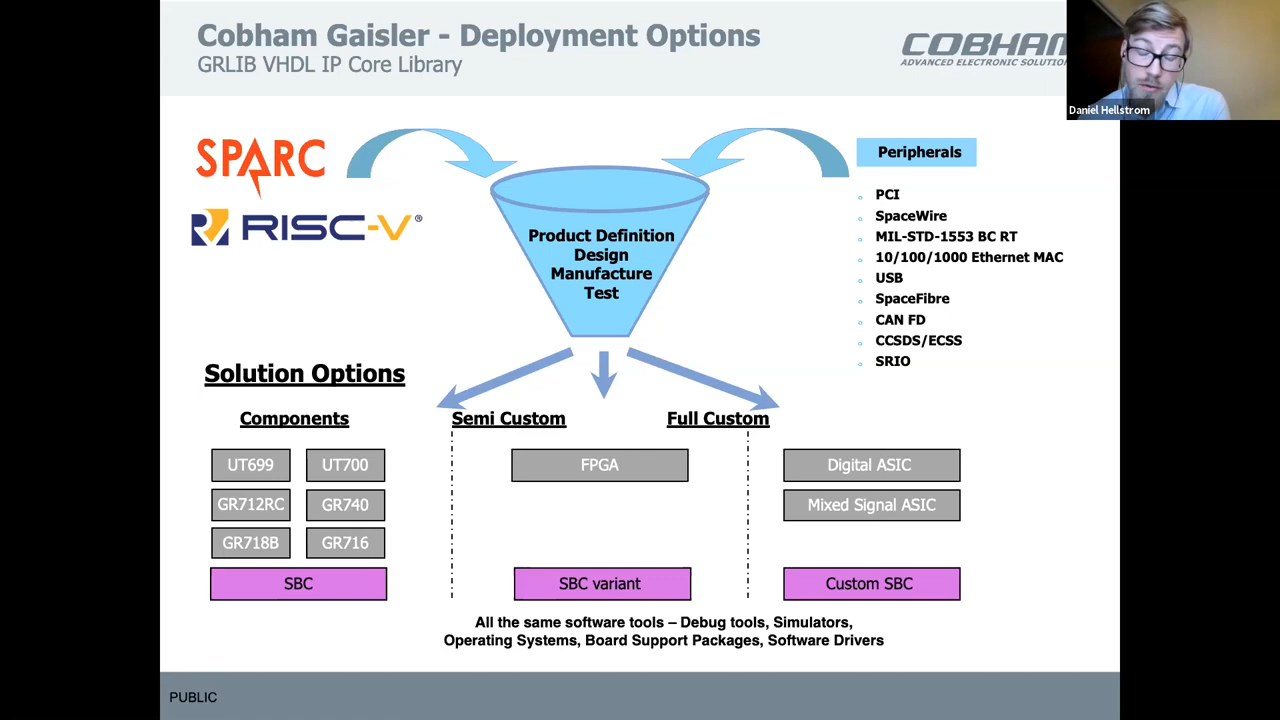 Cobham Gaisler - Deployment Options
GRLIB VHDL IP Core Library
COBHAM
ADVANCED ELECTRONIC SOLUTION
Daniel Hellstrom
SPARC
RISC-V®
Product Definition
Design
Manufacture
Test
Peripherals
PCI
SpaceWire
MIL-STD-1553 BC RT
10/100/1000 Ethernet MAC
USB
SpaceFibre
CAN FD
CCSDS/ECSS
SRIO
Solution Options
Components
Semi Custom
Full Custom
UT699
UT700
FPGA
Digital ASIC
GR712RC
GR740
Mixed Signal ASIC
GR718B
GR716
SBC
SBC variant
Custom SBC
All the same software tools – Debug tools, Simulators,
Operating Systems, Board Support Packages, Software Drivers
PUBLIC